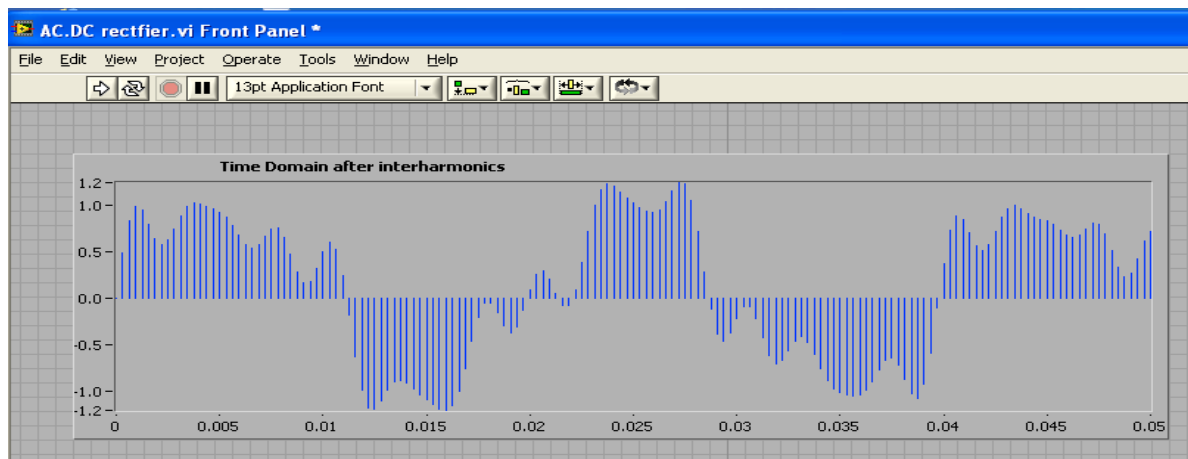 AC.DC rectfier.vi Front Panel *
File Edit View Project Operate Tools Window Help
13pt Application Font
Time Domain after interharmonics
1.2
1.0
0.5
0.0
-0.5
-1.0
-1.2
0 0.005 0.01 0.015 0.02 0.025 0.03 0.035 0.04 0.045 0.05